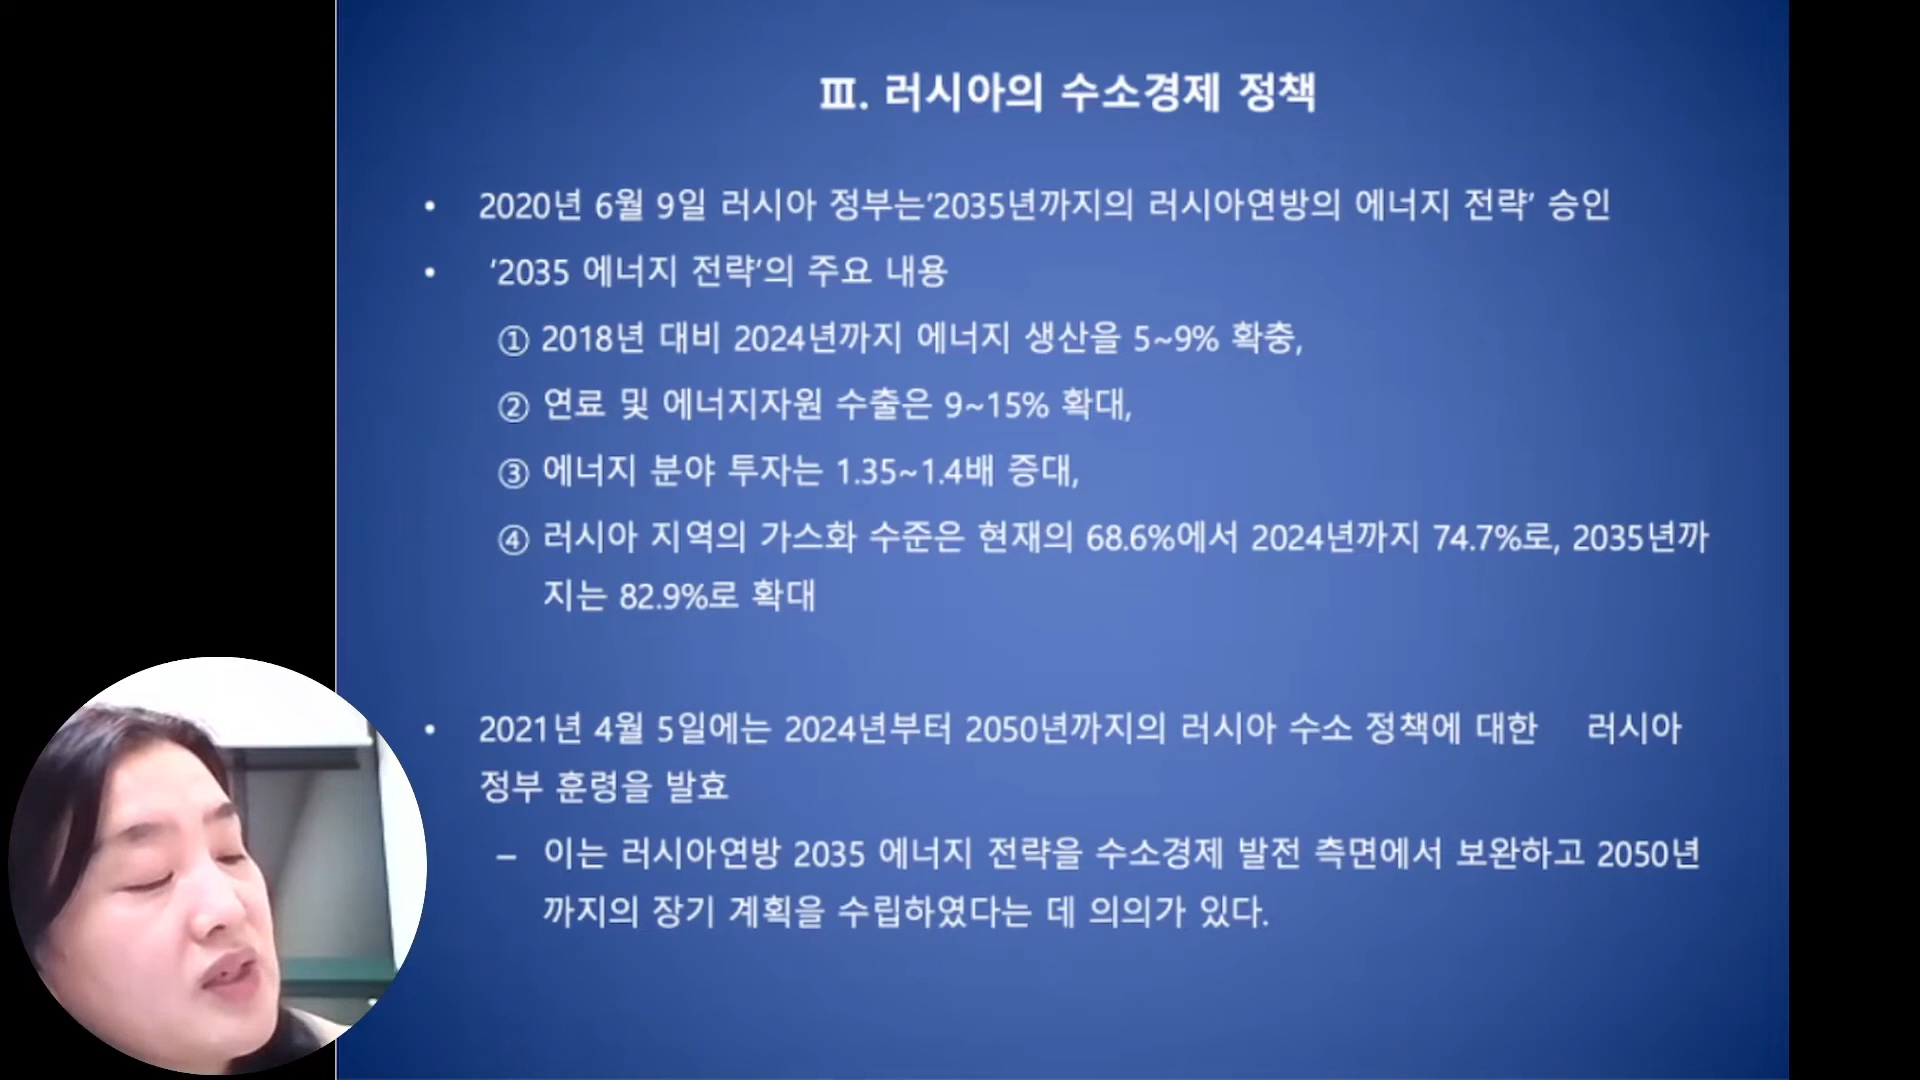 Ⅲ. 러시아의 수소경제 정책
• 2020년 6월 9일 러시아 정부는‘2035년까지의 러시아연방의 에너지 전략’ 승인
• ‘2035 에너지 전략’의 주요 내용
① 2018년 대비 2024년까지 에너지 생산을 5~9% 확충,
② 연료 및 에너지자원 수출은 9~15% 확대,
③ 에너지 분야 투자는 1.35~1.4배 증대,
④ 러시아 지역의 가스화 수준은 현재의 68.6%에서 2024년까지 74.7%로, 2035년까
지는 82.9%로 확대
• 2021년 4월 5일에는 2024년부터 2050년까지의 러시아 수소 정책에 대한 러시아
정부 훈령을 발효
– 이는 러시아연방 2035 에너지 전략을 수소경제 발전 측면에서 보완하고 2050년
까지의 장기 계획을 수립하였다는 데 의의가 있다.